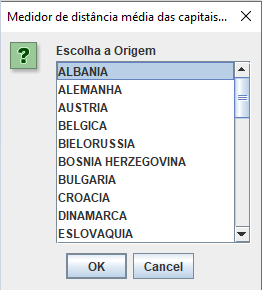 Medidor de distância média das capitais...
Escolha a Origem
ALBANIA
ALEMANHA
AUSTRIA
BELGICA
BIELORUSSIA
BOSNIA HERZEGOVINA
BULGARIA
CROACIA
DINAMARCA
ESLOVAQUIA
OK
Cancel